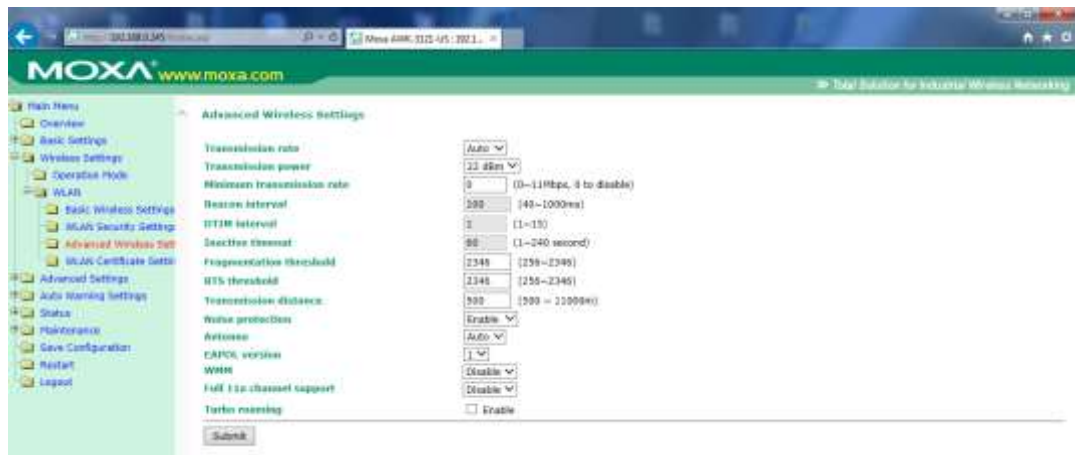 MOXA www.moxa.com
Total Solution for Industrial Wireless Networking
Main Menu
Overview
Basic Settings
Wireless Settings
Operation Mode
WLAN
Basic Wireless Settings
WLAN Security Settings
Advanced Wireless Sett
WLAN Certificate Settin
Advanced Settings
Auto Warning Settings
Status
Maintenance
Save Configuration
Restart
Logout
Advanced Wireless Settings
Transmission rate Auto
Transmission power
Minimum transmission rate 0 (0~11Mbps, 0 to disable)
Beacon interval 100 (40~1000ms)
DTIM interval 1 (1~15)
Inactive timeout 60 (1~240 second)
Fragmentation threshold 2346 (256~2346)
RTS threshold 2346 (256~2346)
Transmission distance 500 (500 ~ 11000m)
Noise protection Enable
Antenna Auto
EAPOL version 1
WMM Disable
Full 11a channel support Disable
Turbo roaming Enable
Submit